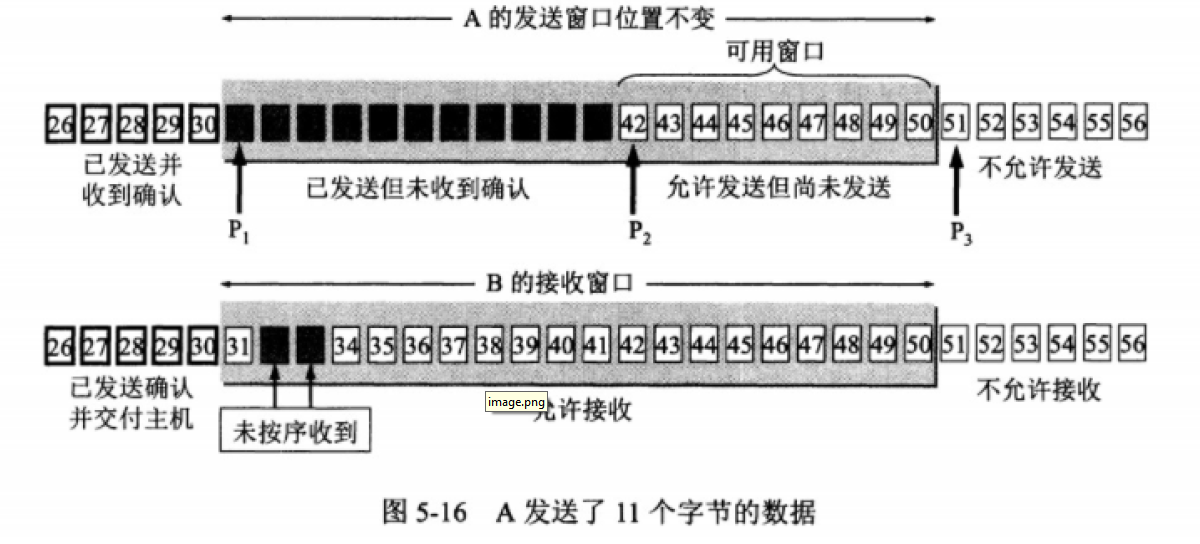 A 的发送窗口位置不变
可用窗口
26 27 28 29 30 42 43 44 45 46 47 48 49 50 51 52 53 54 55 56
已发送并
收到确认
已发送但未收到确认
允许发送但尚未发送
不允许发送
P1 P2 P3
B 的接收窗口
26 27 28 29 30 31 34 35 36 37 38 39 40 41 42 43 44 45 46 47 48 49 50 51 52 53 54 55 56
已发送确认
并交付主机
未按序收到
image.png
允许接收
不允许接收
图 5-16 A 发送了 11 个字节的数据